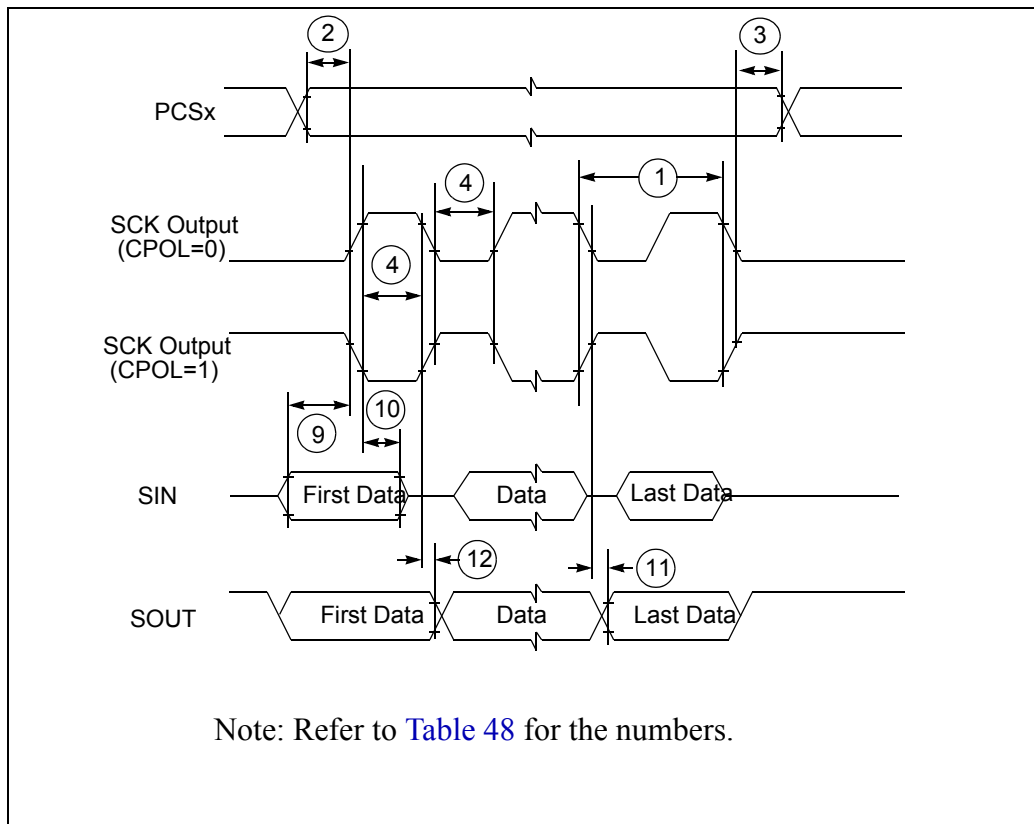 2
3
PCSx
4
1
SCK Output
(CPOL=0)
4
SCK Output
(CPOL=1)
10
9
SIN
First Data
Data
Last Data
12
11
SOUT
First Data
Data
Last Data
Note: Refer to Table 48 for the numbers.